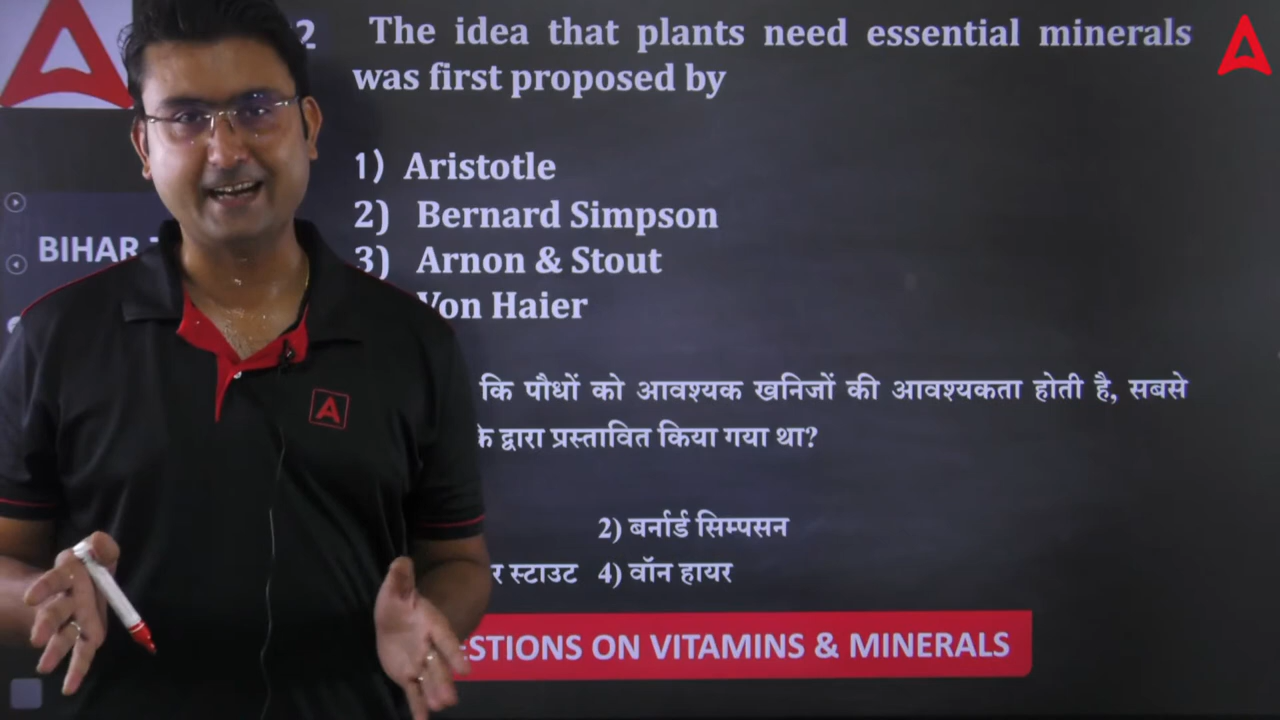 2 The idea that plants need essential minerals
was first proposed by
1) Aristotle
2) Bernard Simpson
3) Arnon & Stout
Von Haier
BIHAR
कि पौधों को आवश्यक खनिजों की आवश्यकता होती है, सबसे
के द्वारा प्रस्तावित किया गया था?
2) बर्नार्ड सिम्पसन
र स्टाउट 4) वॉन हायर
ESTIONS ON VITAMINS & MINERALS